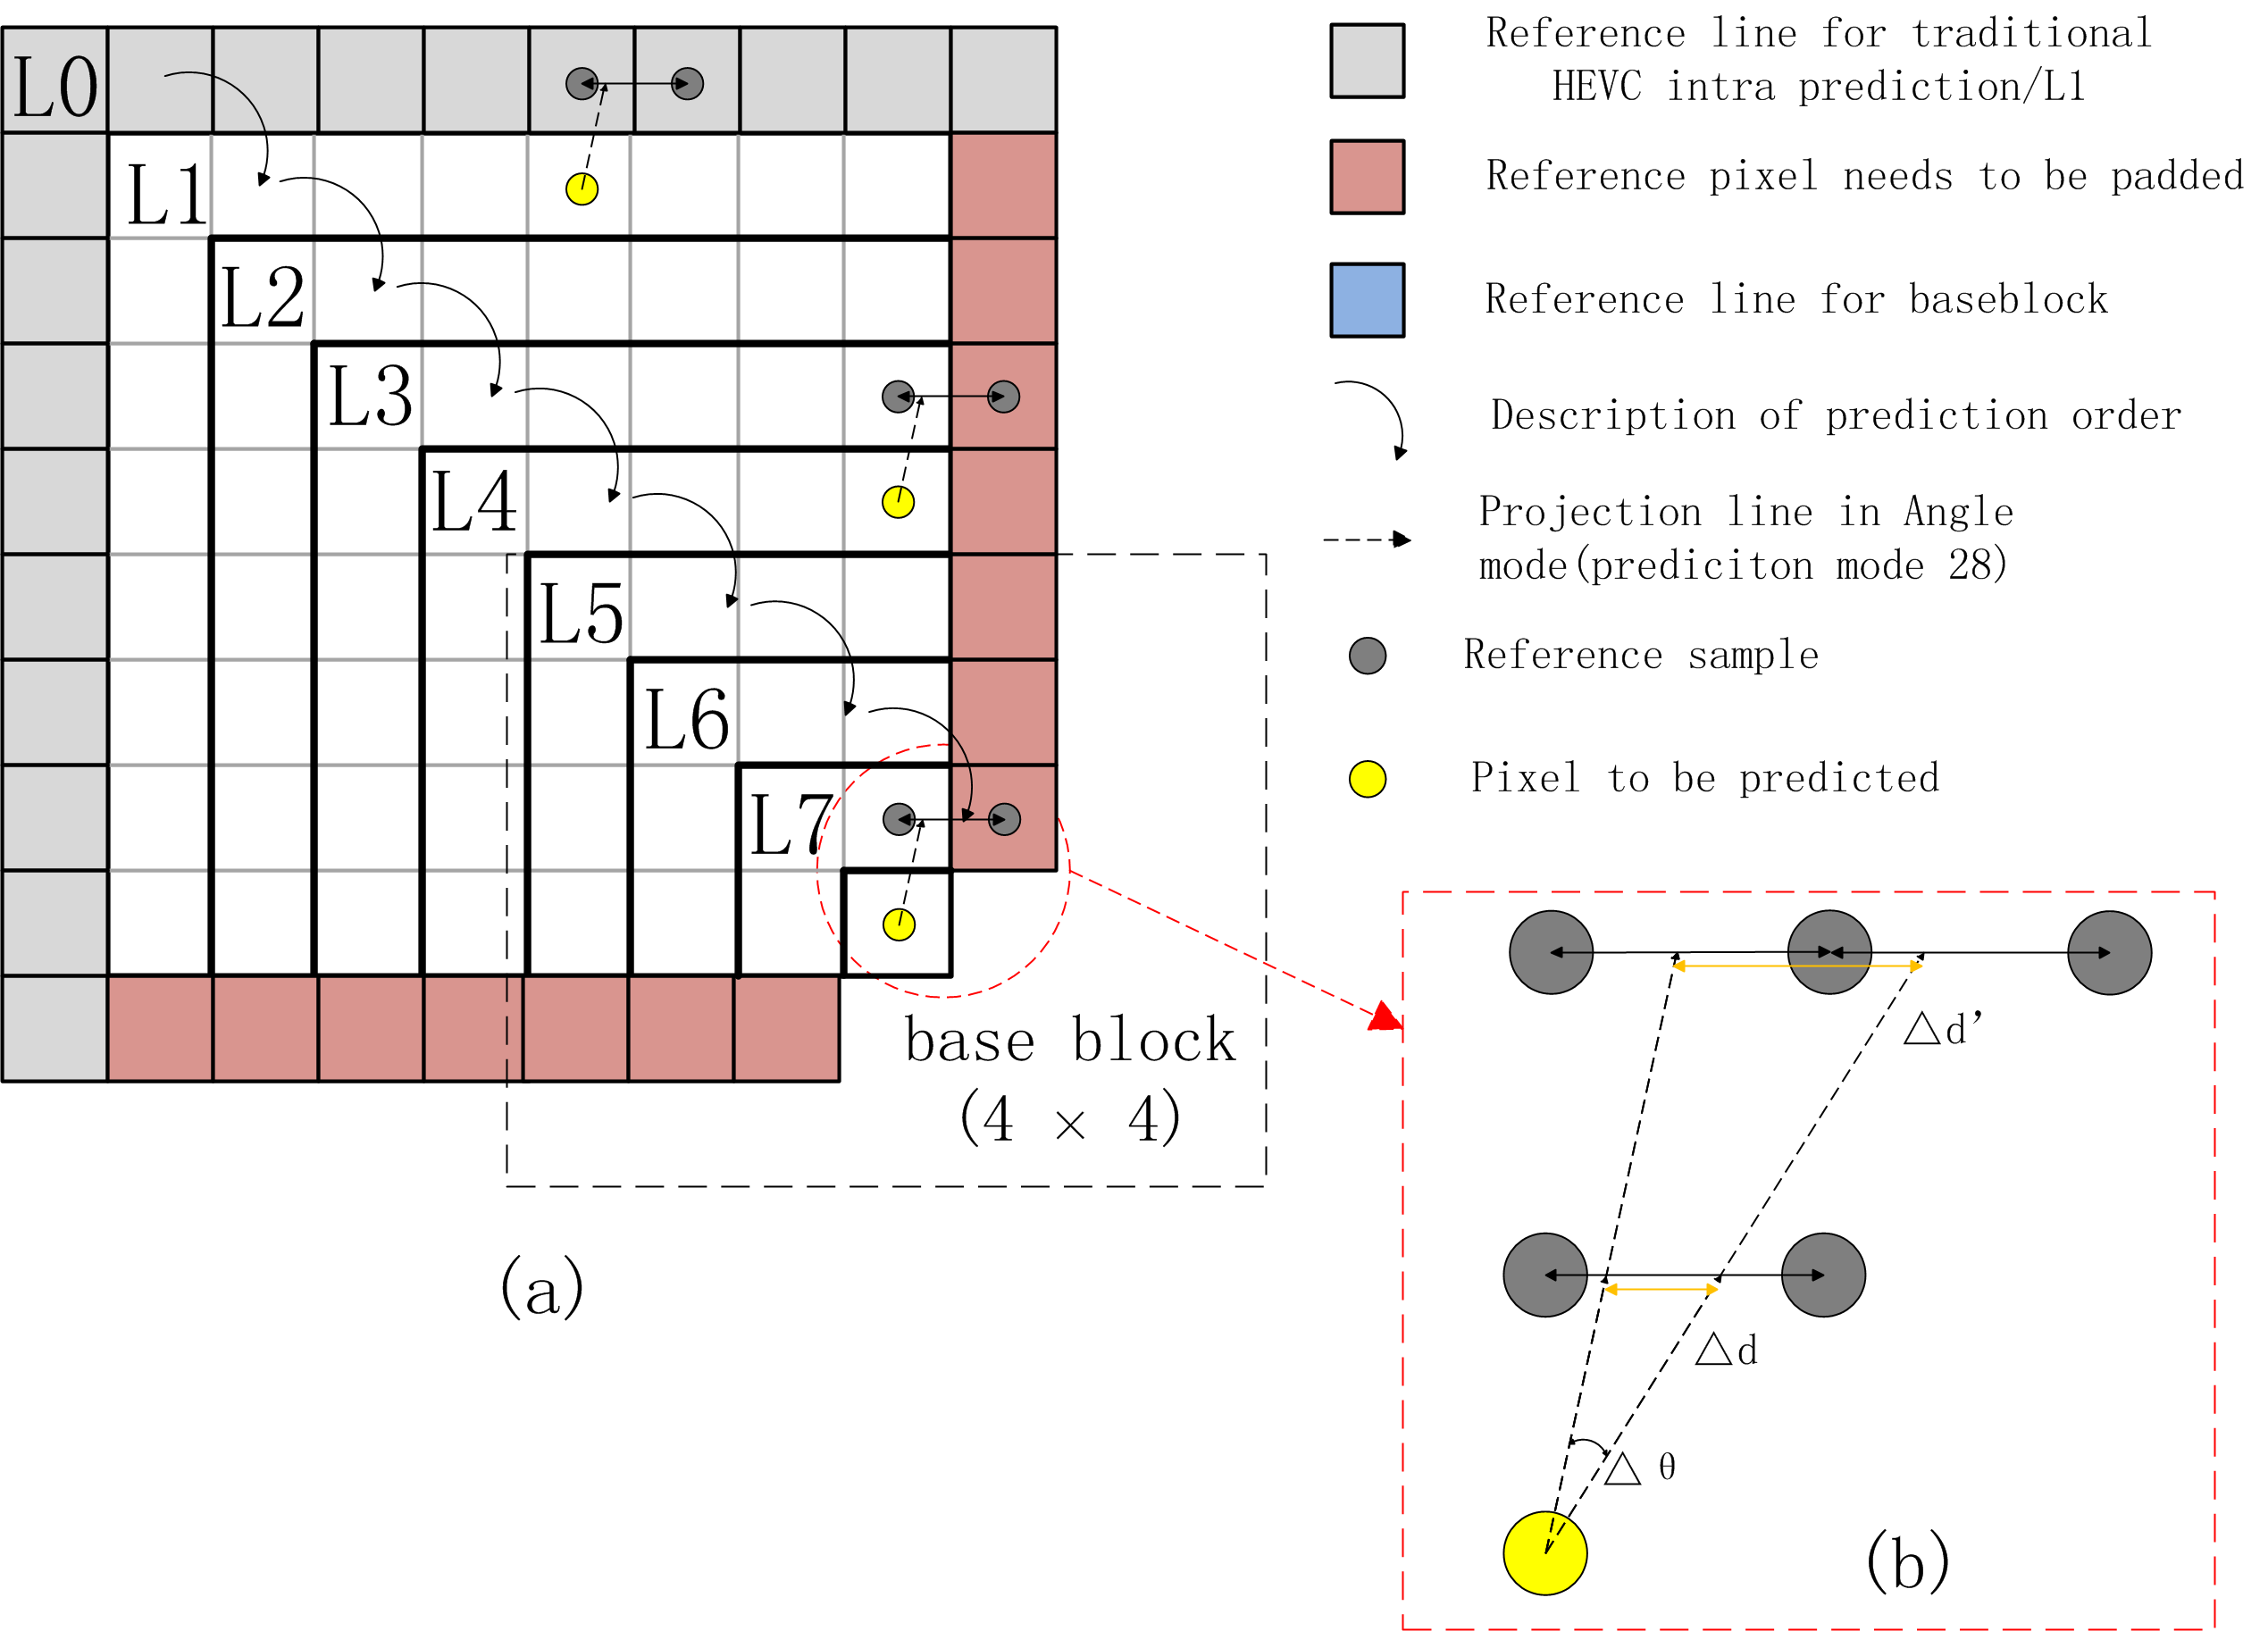 L0
L1
L2
L3
L4
L5
L6
L7
base block
(4 × 4)
(a)
Reference line for traditional
HEVC intra prediction/L1
Reference pixel needs to be padded
Reference line for baseblock
Description of prediction order
Projection line in Angle
mode(prediciton mode 28)
Reference sample
Pixel to be predicted
△d'
△d
△ θ
(b)